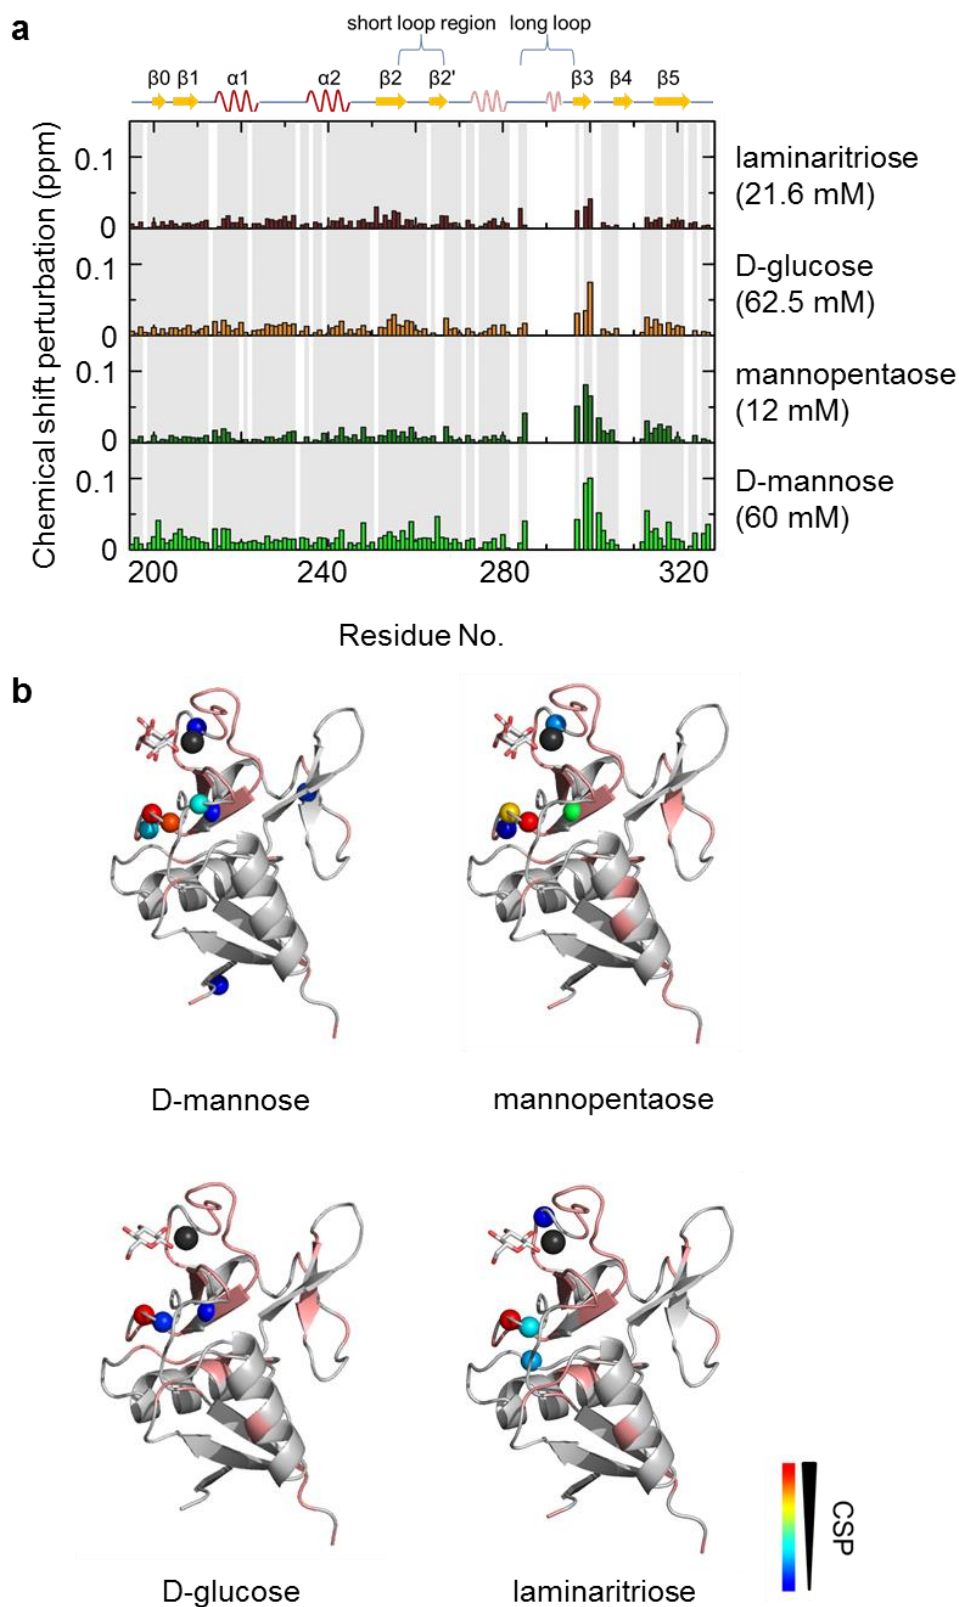 a
short loop region long loop
β0 β1 α1 α2 β2 β2' β3 β4 β5
Chemical shift perturbation (ppm)
0.1
0
laminaritriose
(21.6 mM)
0.1
0
D-glucose
(62.5 mM)
0.1
0
mannopentaose
(12 mM)
0.1
0
D-mannose
(60 mM)
200 240 280 320
Residue No.
b
D-mannose mannopentaose
D-glucose laminaritriose
CSP